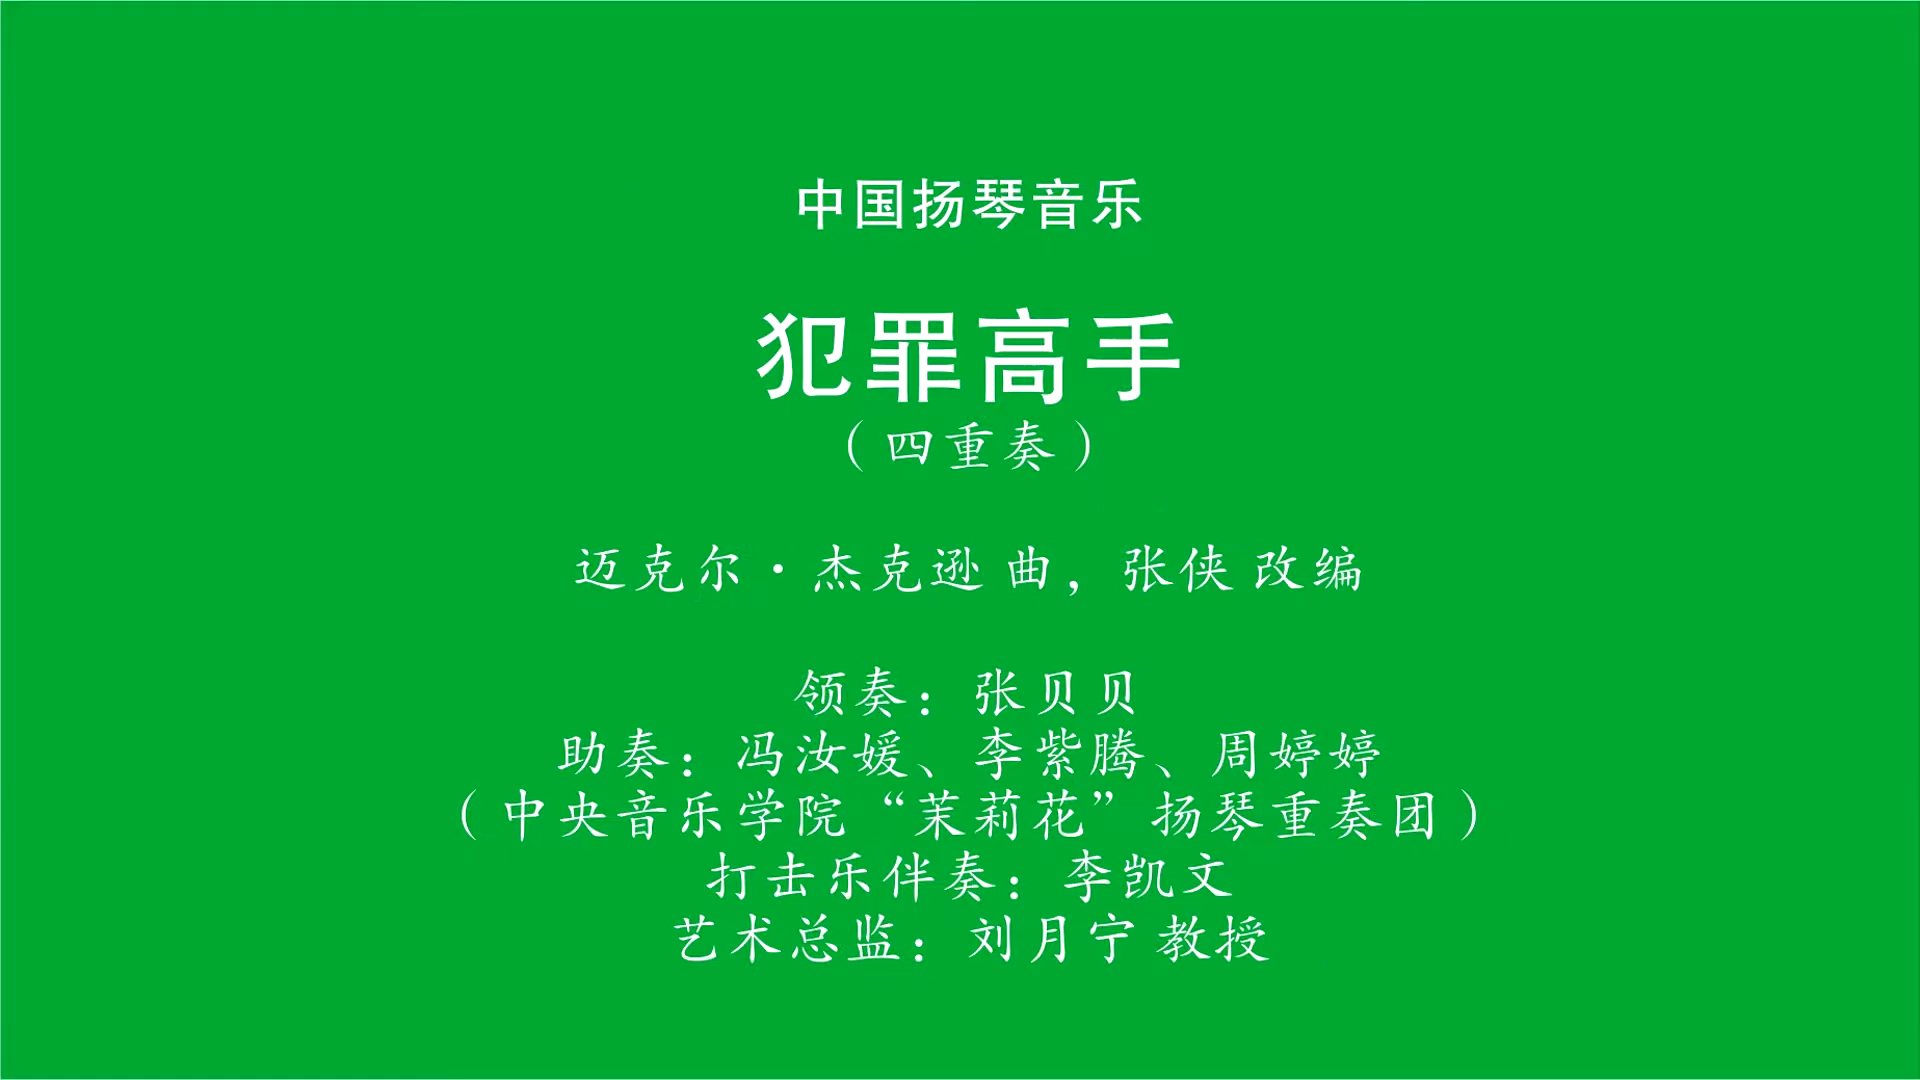 中国扬琴音乐
犯罪高手
（四重奏）
迈克尔·杰克逊 曲，张侠 改编
领奏：张贝贝
助奏：冯汝媛、李紫腾、周婷婷
（中央音乐学院“茉莉花”扬琴重奏团）
打击乐伴奏：李凯文
艺术总监：刘月宁 教授